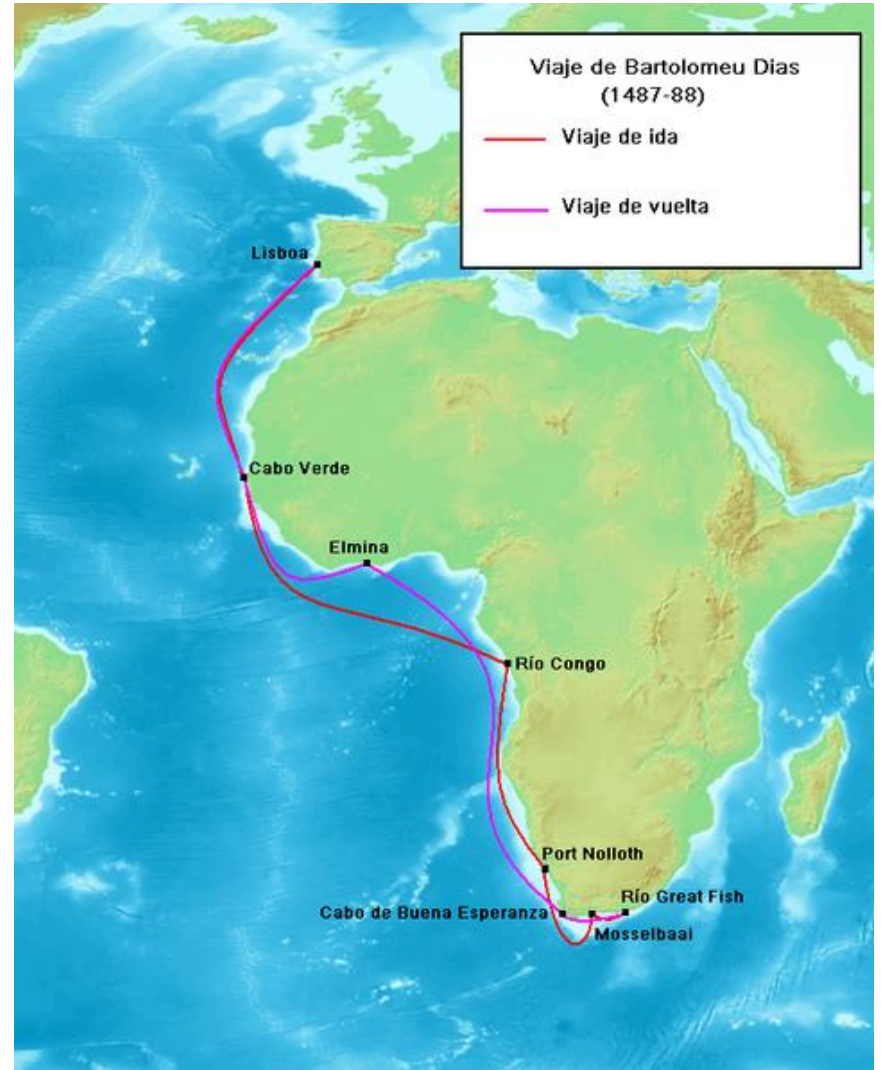 Viaje de Bartolomeu Dias
(1487-88)
Viaje de ida
Viaje de vuelta
Lisboa
Cabo Verde
Elmina
Río Congo
Port Nolloth
Río Great Fish
Cabo de Buena Esperanza
Mosselbaai